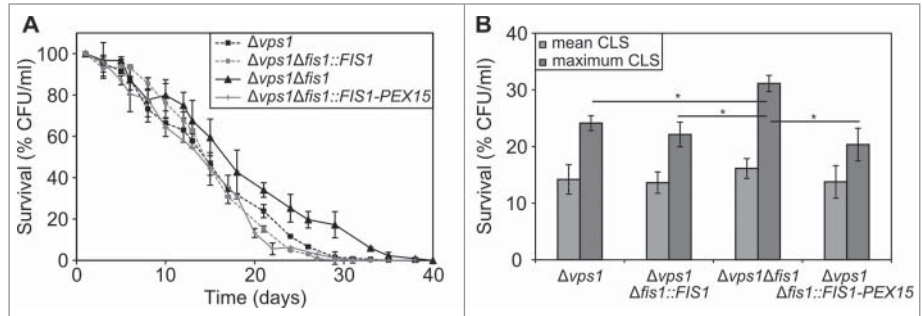 A
Δvps1
Δvps1Δfis1::FIS1
Δvps1Δfis1
Δvps1Δfis1::FIS1-PEX15
Survival (% CFU/ml)
100
80
60
40
20
0
0
10
20
30
40
Time (days)
B
mean CLS
maximum CLS
Survival (% CFU/ml)
40
30
20
10
0
*
*
*
Δvps1
Δvps1
Δfis1::FIS1
Δvps1Δfis1
Δvps1
Δfis1::FIS1-PEX15